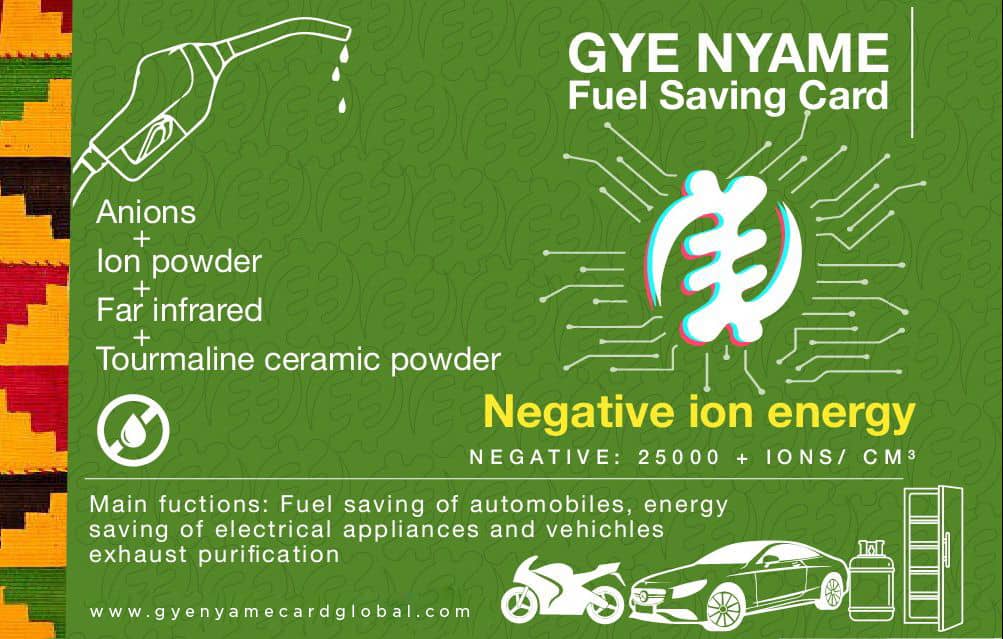 GYE NYAME
Fuel Saving Card
Anions
+
Ion powder
+
Far infrared
+
Tourmaline ceramic powder
Negative ion energy
NEGATIVE: 25000 + IONS/ CM³
Main fuctions: Fuel saving of automobiles, energy
saving of electrical appliances and vehichles
exhaust purification
www.gyenyamecardglobal.com